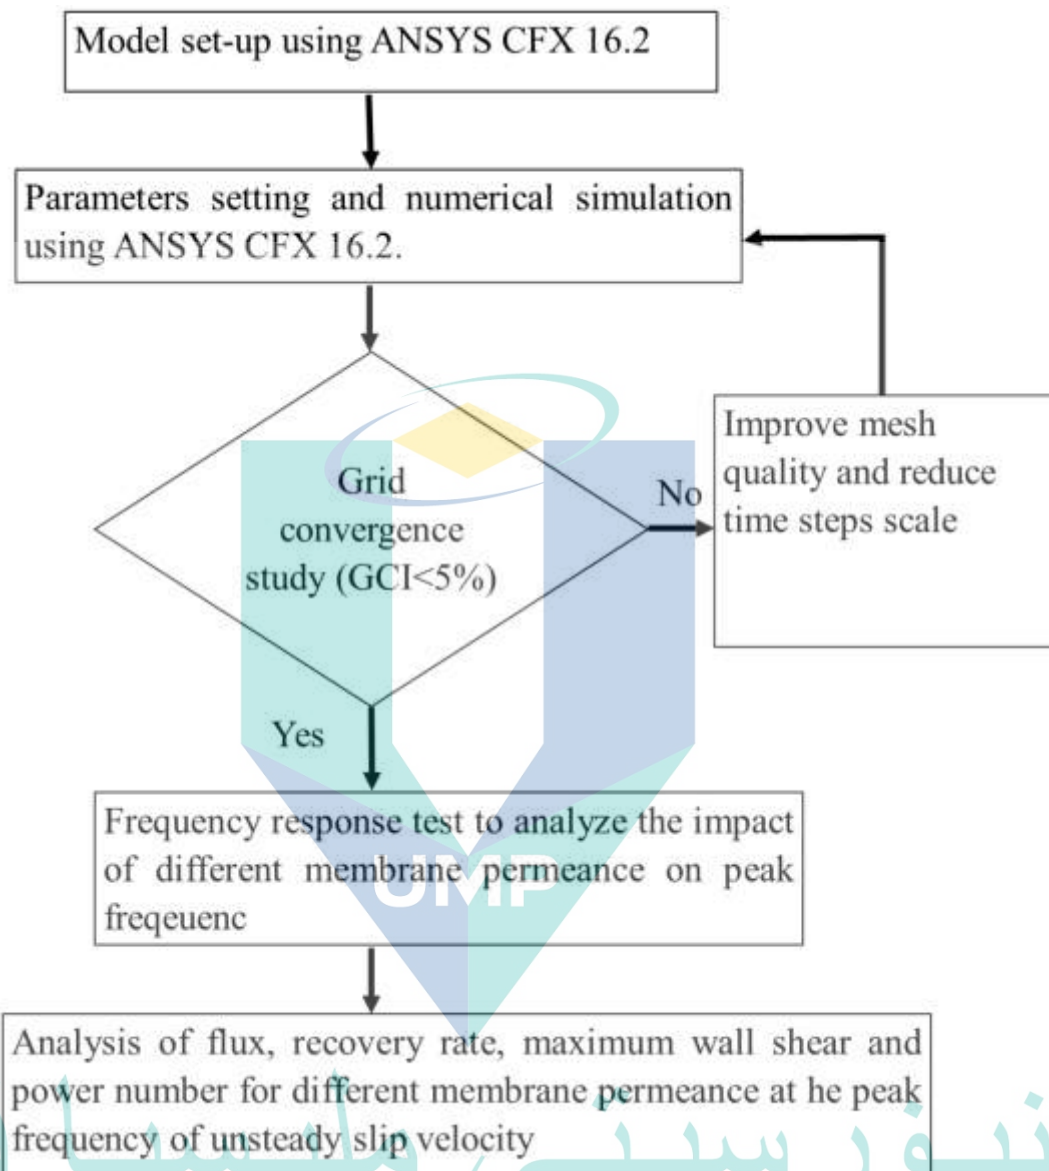 Model set-up using ANSYS CFX 16.2
Parameters setting and numerical simulation
using ANSYS CFX 16.2.
Grid
convergence
study (GCI<5%)
No
Improve mesh
quality and reduce
time steps scale
Yes
Frequency response test to analyze the impact
of different membrane permeance on peak
freqeuenc
UMP
Analysis of flux, recovery rate, maximum wall shear and
power number for different membrane permeance at he peak
frequency of unsteady slip velocity